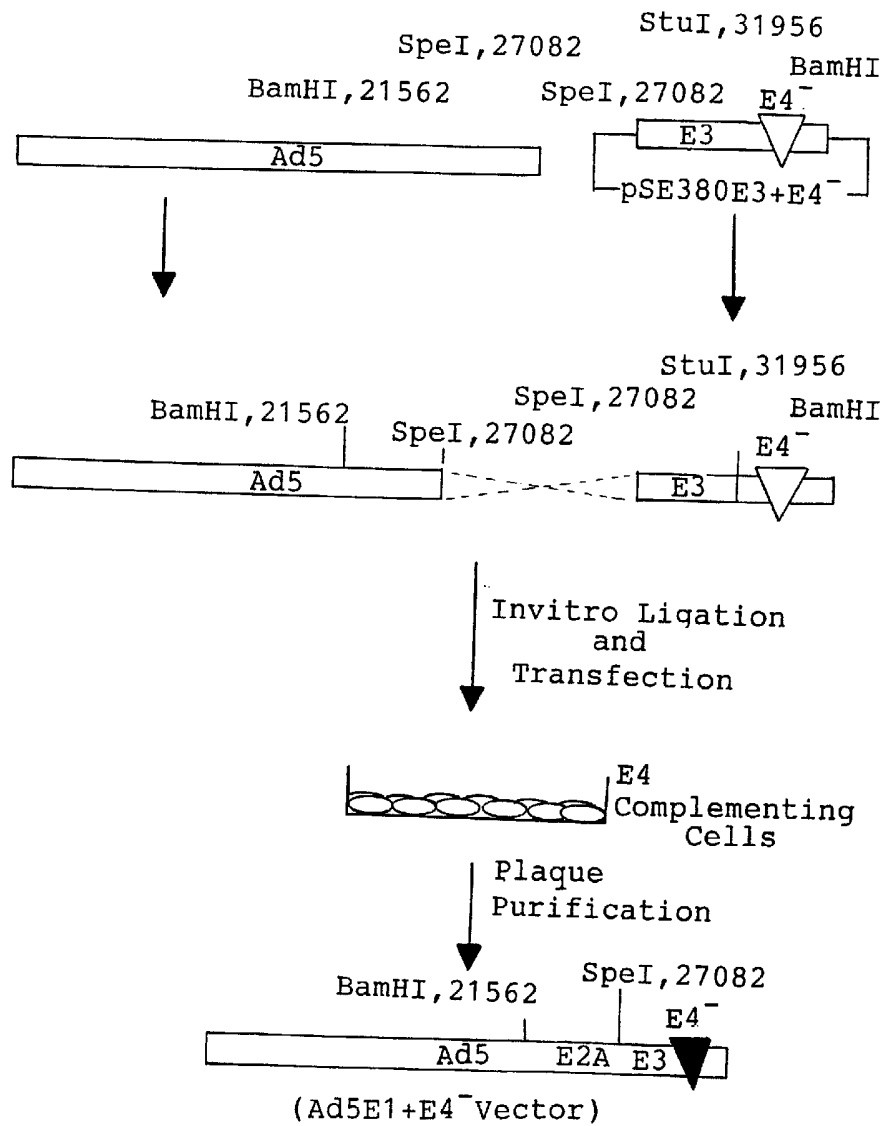 StuI,31956
SpeI,27082
BamHI
BamHI,21562
SpeI,27082
E4⁻
Ad5
E3
pSE380E3+E4⁻
StuI,31956
SpeI,27082
BamHI,21562
BamHI
SpeI,27082
E4⁻
Ad5
E3
Invitro Ligation
and
Transfection
E4
Complementing
Cells
Plaque
Purification
BamHI,21562
SpeI,27082
E4⁻
Ad5
E2A
E3
(Ad5E1+E4⁻Vector)